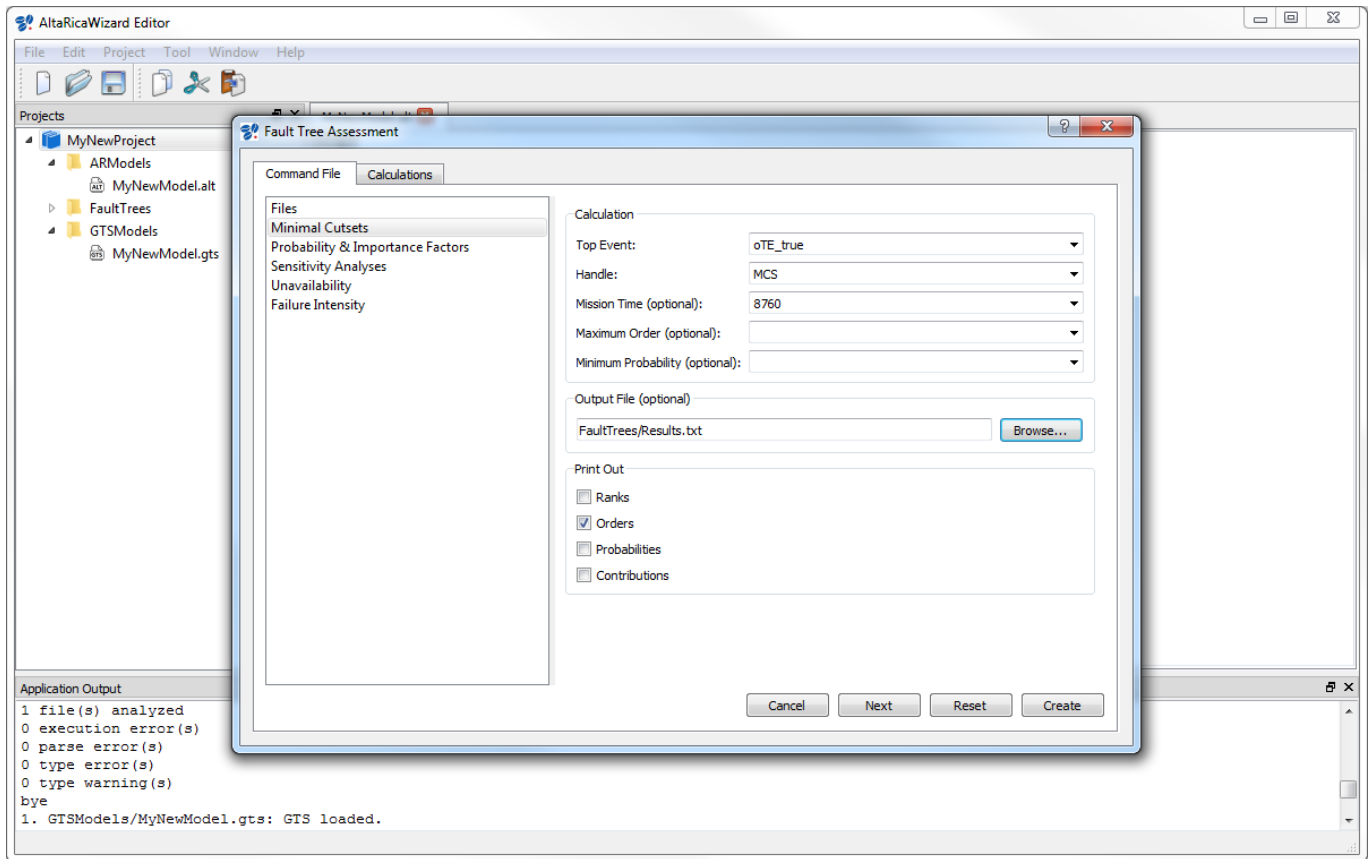 AltaRicaWizard Editor
File Edit Project Tool Window Help
Projects
MyNewProject
ARModels
MyNewModel.alt
FaultTrees
GTSModels
MyNewModel.gts
Fault Tree Assessment
Command File Calculations
Files
Minimal Cutsets
Probability & Importance Factors
Sensitivity Analyses
Unavailability
Failure Intensity
Calculation
Top Event: oTE_true
Handle: MCS
Mission Time (optional): 8760
Maximum Order (optional):
Minimum Probability (optional):
Output File (optional)
FaultTrees/Results.txt Browse...
Print Out
Ranks
Orders
Probabilities
Contributions
Cancel Next Reset Create
Application Output
1 file(s) analyzed
0 execution error(s)
0 parse error(s)
0 type error(s)
0 type warning(s)
bye
1. GTSModels/MyNewModel.gts: GTS loaded.